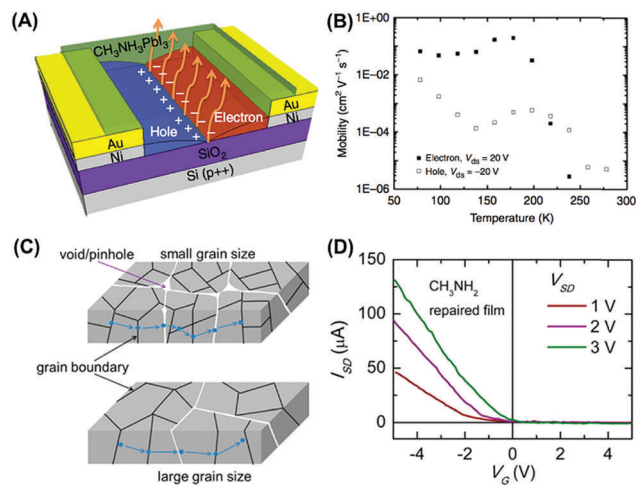 (A)
CH₃NH₃PbI₃
Au
Ni
Hole
Electron
Au
Ni
SiO₂
Si (p++)
(B)
Mobility (cm² V⁻¹ s⁻¹)
1E+00
1E-02
1E-04
1E-06
Electron, Vds = 20 V
Hole, Vds = −20 V
50 100 150 200 250 300
Temperature (K)
(C)
void/pinhole
small grain size
grain boundary
large grain size
(D)
ISD (μA)
150
100
50
0
CH₃NH₂
repaired film
VSD
1 V
2 V
3 V
-4 -2 0 2 4
VG (V)